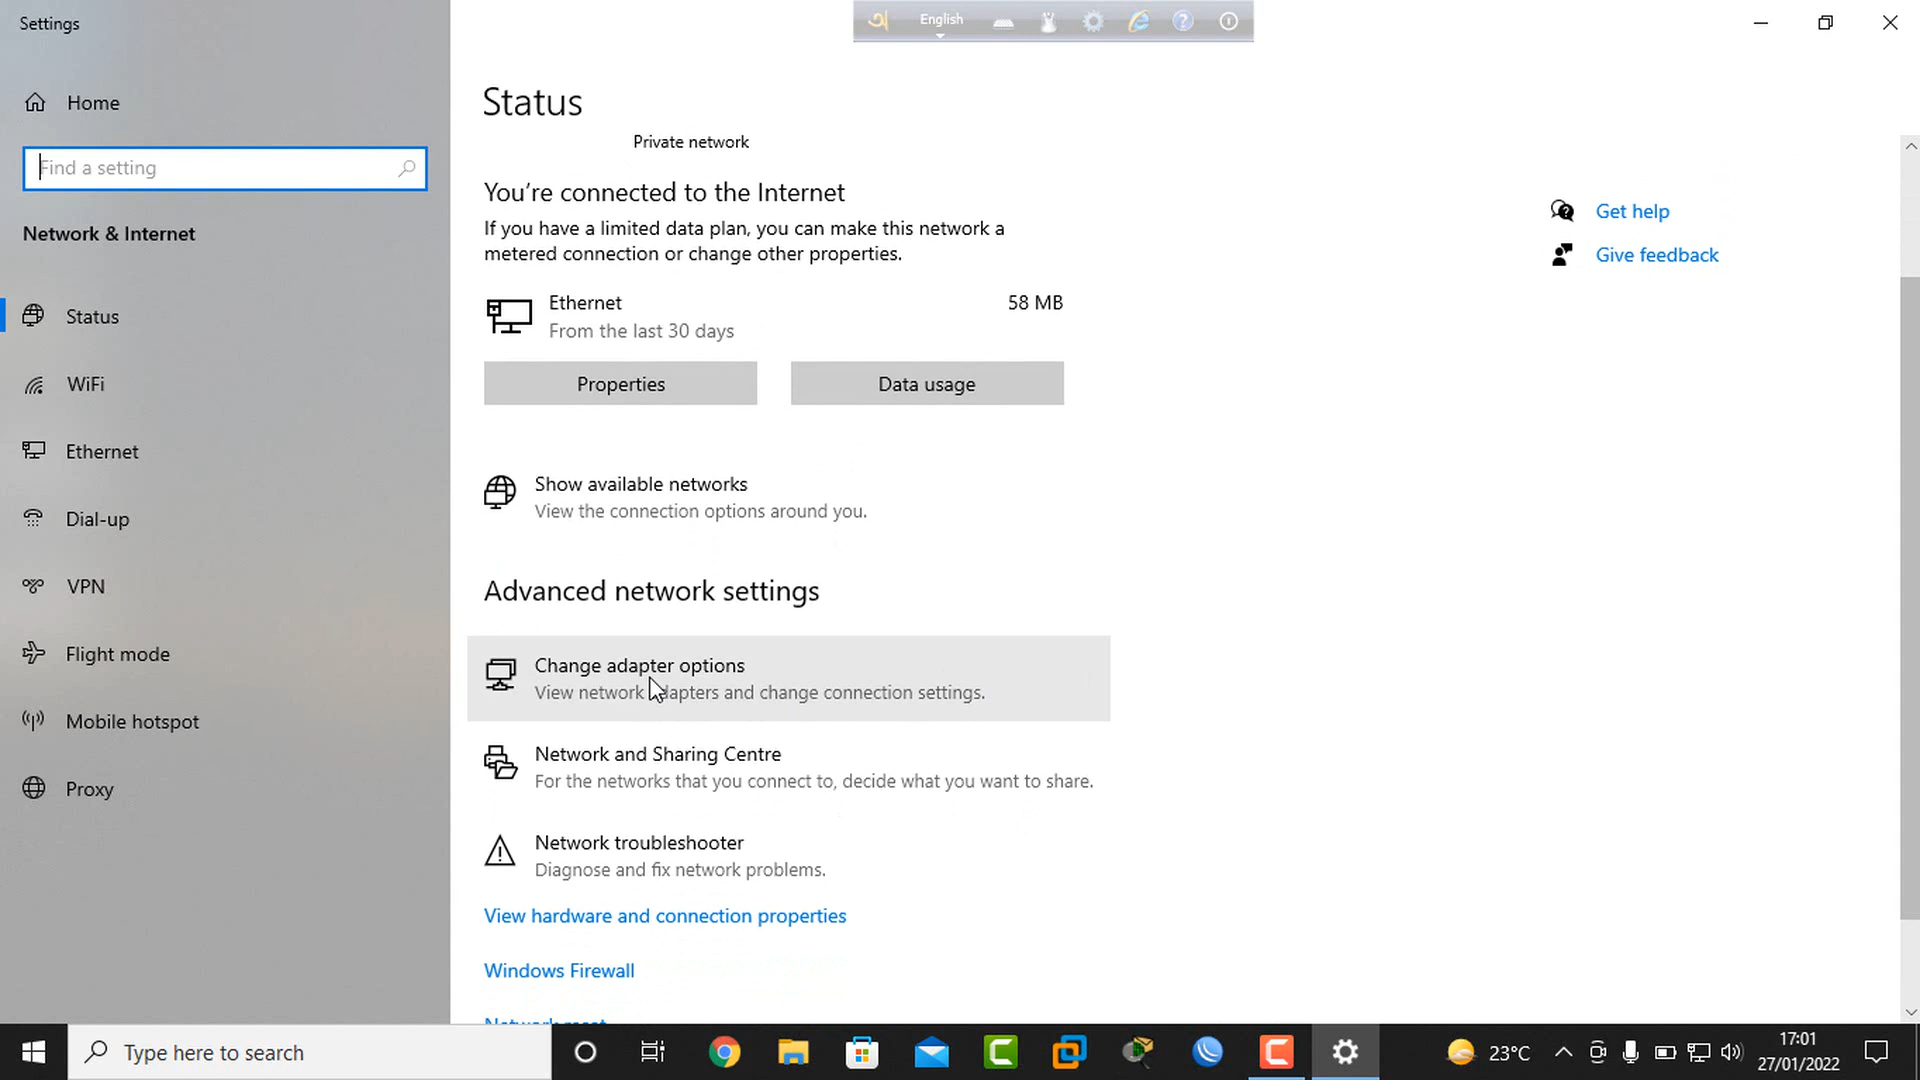 Settings
English
Home
Find a setting
Network & Internet
Status
WiFi
Ethernet
Dial-up
VPN
Flight mode
Mobile hotspot
Proxy
Status
Private network
You're connected to the Internet
If you have a limited data plan, you can make this network a
metered connection or change other properties.
Ethernet
58 MB
From the last 30 days
Properties
Data usage
Show available networks
View the connection options around you.
Advanced network settings
Change adapter options
View network adapters and change connection settings.
Network and Sharing Centre
For the networks that you connect to, decide what you want to share.
Network troubleshooter
Diagnose and fix network problems.
View hardware and connection properties
Windows Firewall
Network reset
Get help
Give feedback
Type here to search
23°C
17:01
27/01/2022